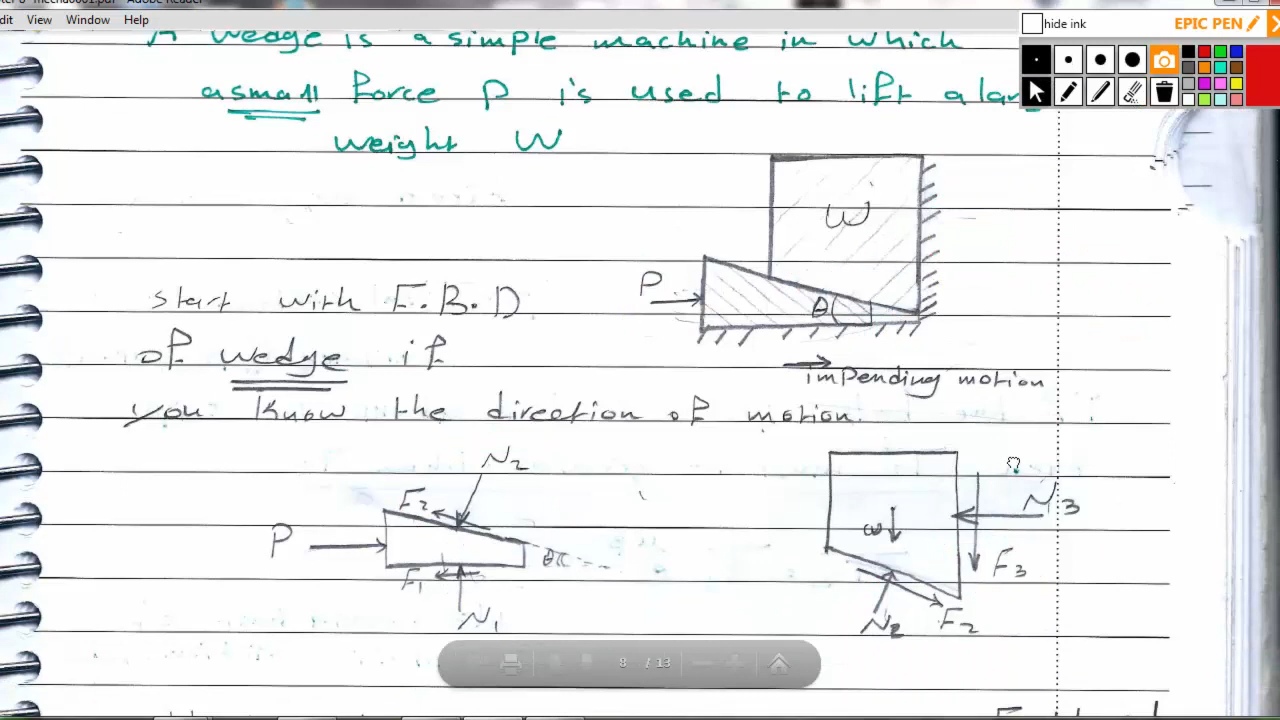 dit View Window Help
hide ink EPIC PEN
A wedge is a simple machine in which
a small force P is used to lift a lar
weight W
W
P
θ
start with F.B.D
of wedge if
impending motion
you know the direction of motion.
N2
F2
P
θ
F1
N1
N3
W
F3
N2
F2
8 / 13